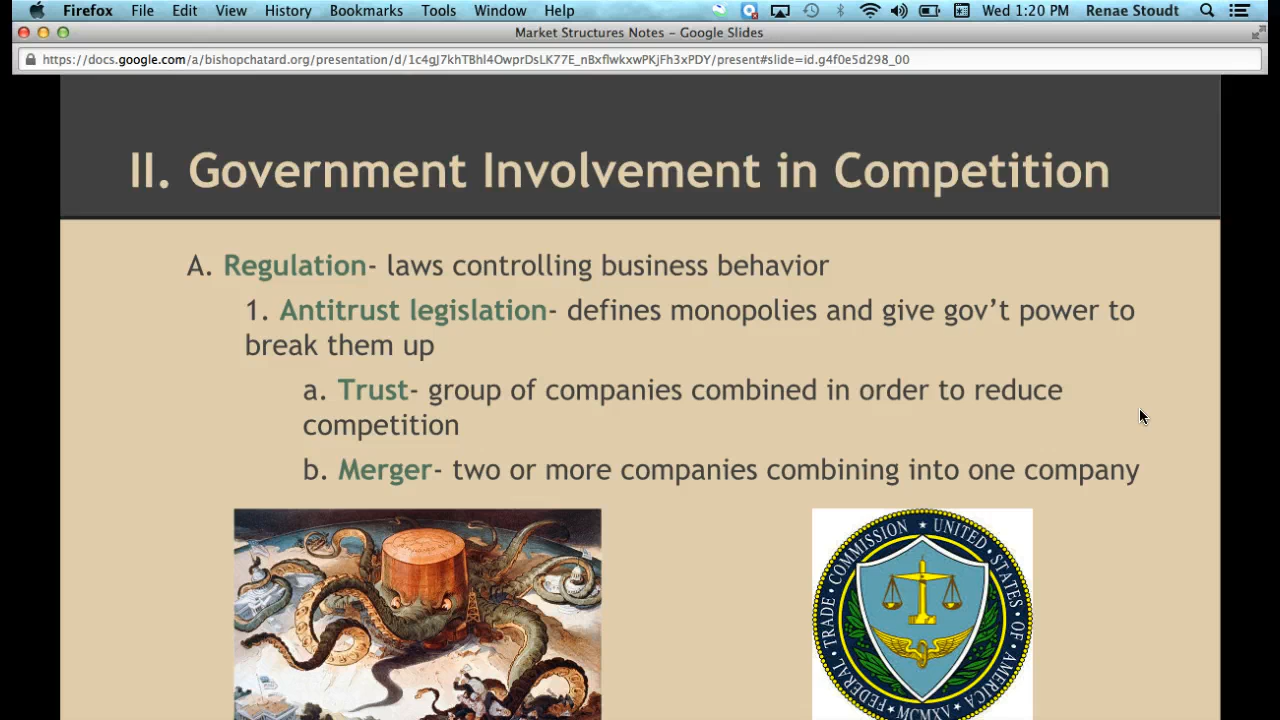 Firefox File Edit View History Bookmarks Tools Window Help Wed 1:20 PM Renae Stoudt
Market Structures Notes – Google Slides
https://docs.google.com/a/bishopchatard.org/presentation/d/1c4gJ7khTBhl4OwprDsLK77E_nBxflwkxwPKjFh3xPDY/present#slide=id.g4f0e5d298_00
II. Government Involvement in Competition
A. Regulation- laws controlling business behavior
1. Antitrust legislation- defines monopolies and give gov't power to
break them up
a. Trust- group of companies combined in order to reduce
competition
b. Merger- two or more companies combining into one company
FEDERAL TRADE COMMISSION ★ UNITED STATES OF AMERICA
MCMXV